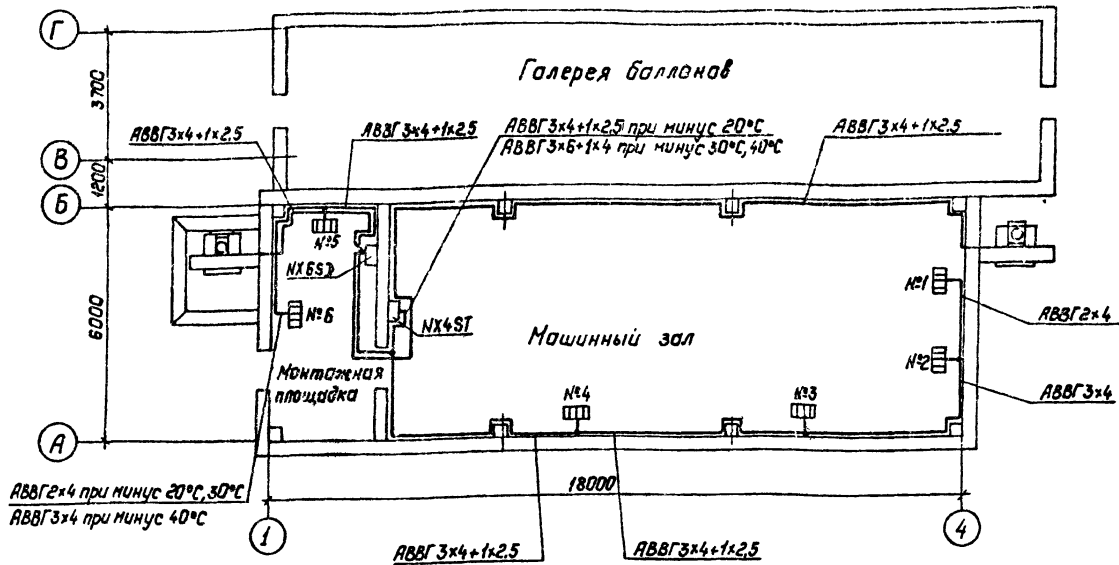 Г
Галерея баллонов
3700
АВВГ3х4+1х2,5
АВВГ3х4+1х2,5
АВВГ3х4+1х2,5 при минус 20°С
АВВГ3х6+1х4 при минус 30°С, 40°С
АВВГ3х4+1х2,5
В
1200
Б
№5
NХ6SД
№6
NХ4SТ
6000
Машинный зал
№1
АВВГ2х4
№2
АВВГ3х4
Монтажная
площадка
№4
№3
А
АВВГ2х4 при минус 20°С, 30°С
АВВГ3х4 при минус 40°С
18000
1
4
АВВГ3х4+1х2,5
АВВГ3х4+1х2,5